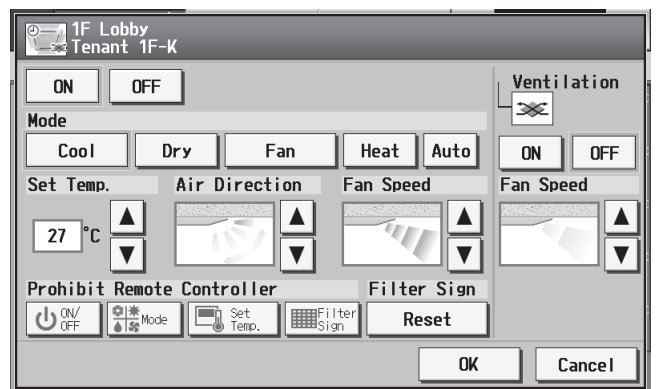 1F Lobby
Tenant 1F-K
ON OFF
Ventilation
Mode
Cool Dry Fan Heat Auto
ON OFF
Set Temp. Air Direction Fan Speed
Fan Speed
27 °C
Prohibit Remote Controller Filter Sign
ON/
OFF
Mode
Set
Temp.
Filter
Sign
Reset
OK Cancel